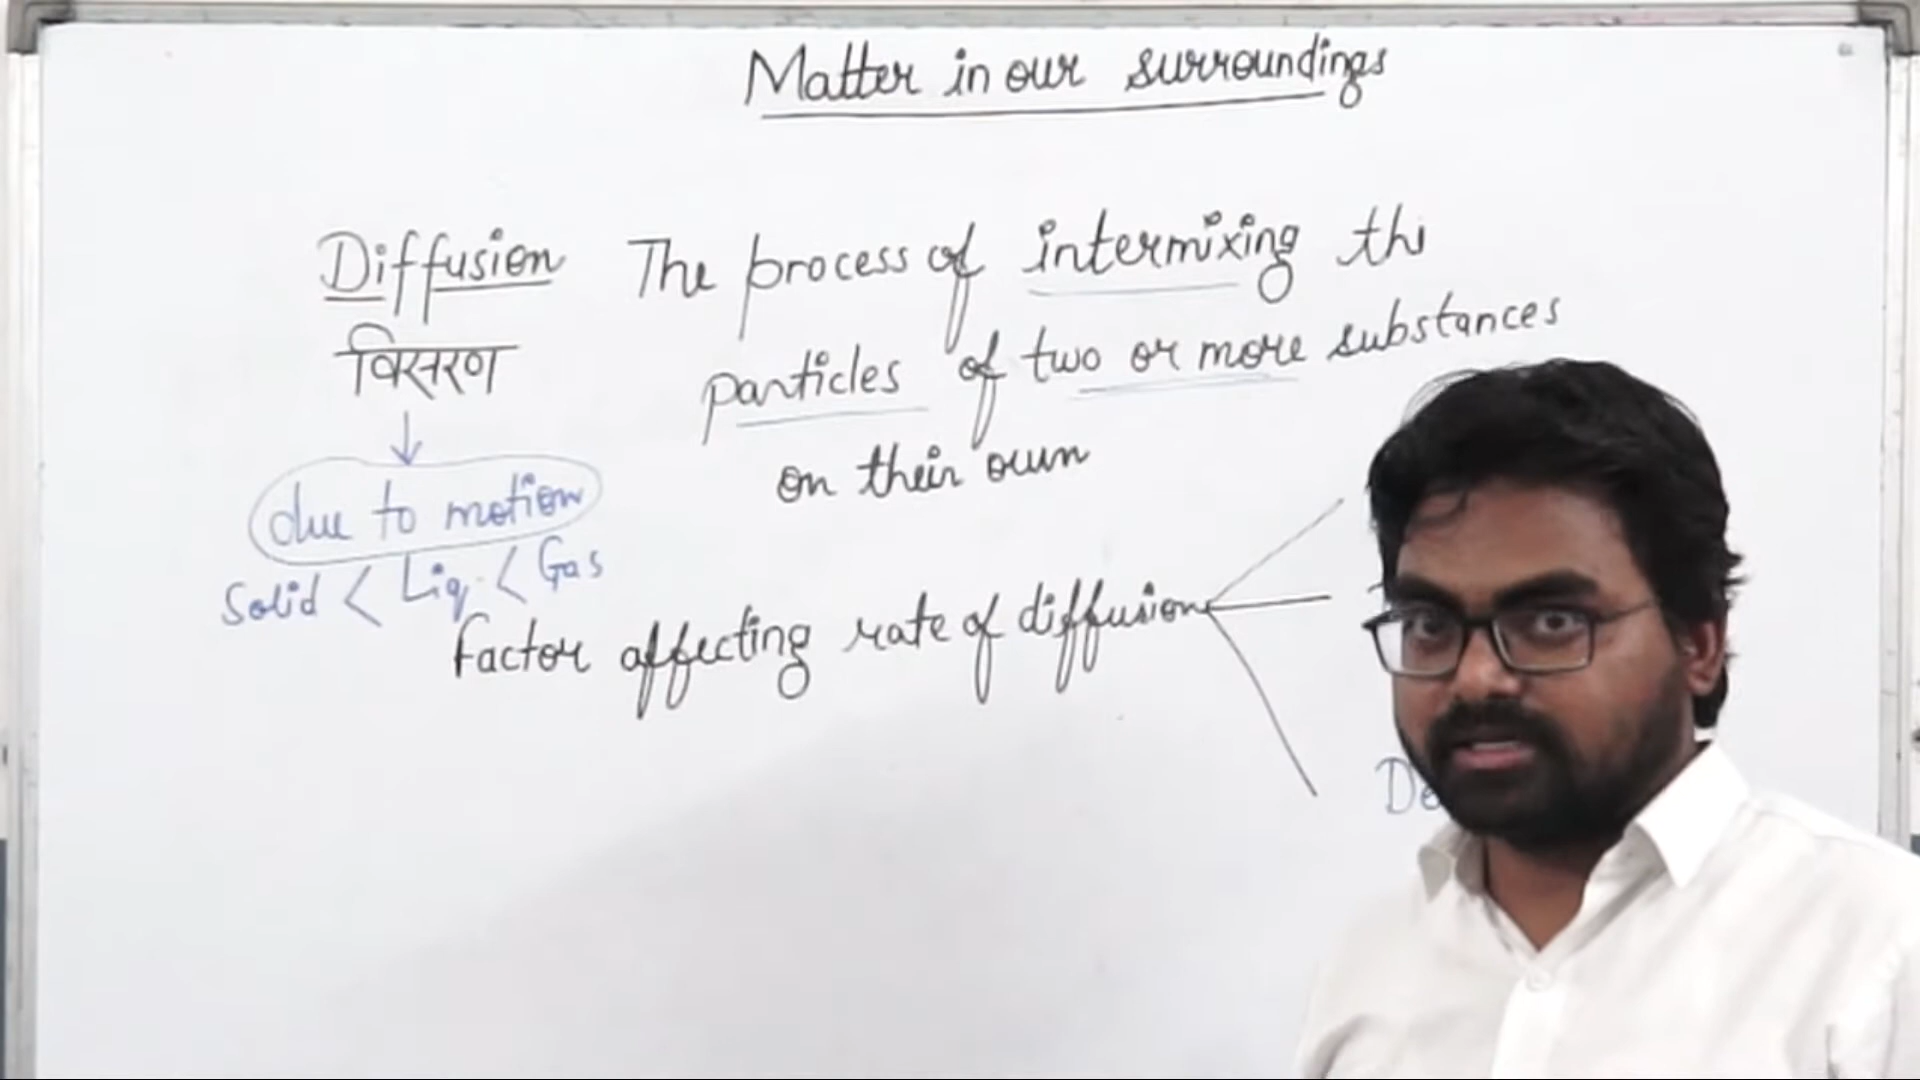 Matter in our surroundings
Diffusion The process of intermixing the
विसरण particles of two or more substances
on their own
due to motion
Solid < Liq. < Gas
factor affecting rate of diffusion
De